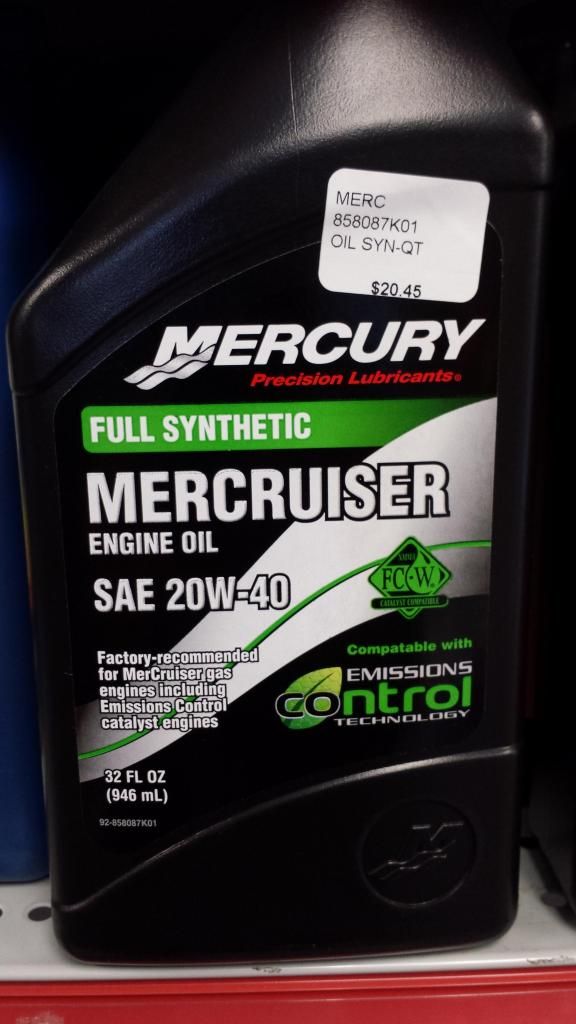 MERC
858087K01
OIL SYN-QT
$20.45
MERCURY
Precision Lubricants
FULL SYNTHETIC
MERCRUISER
ENGINE OIL
SAE 20W-40
NMMA
FC-W
CATALYST COMPATIBLE
Compatable with
EMISSIONS
control
TECHNOLOGY
Factory-recommended
for MerCruiser gas
engines including
Emissions Control
catalyst engines
32 FL OZ
(946 mL)
92-858087K01